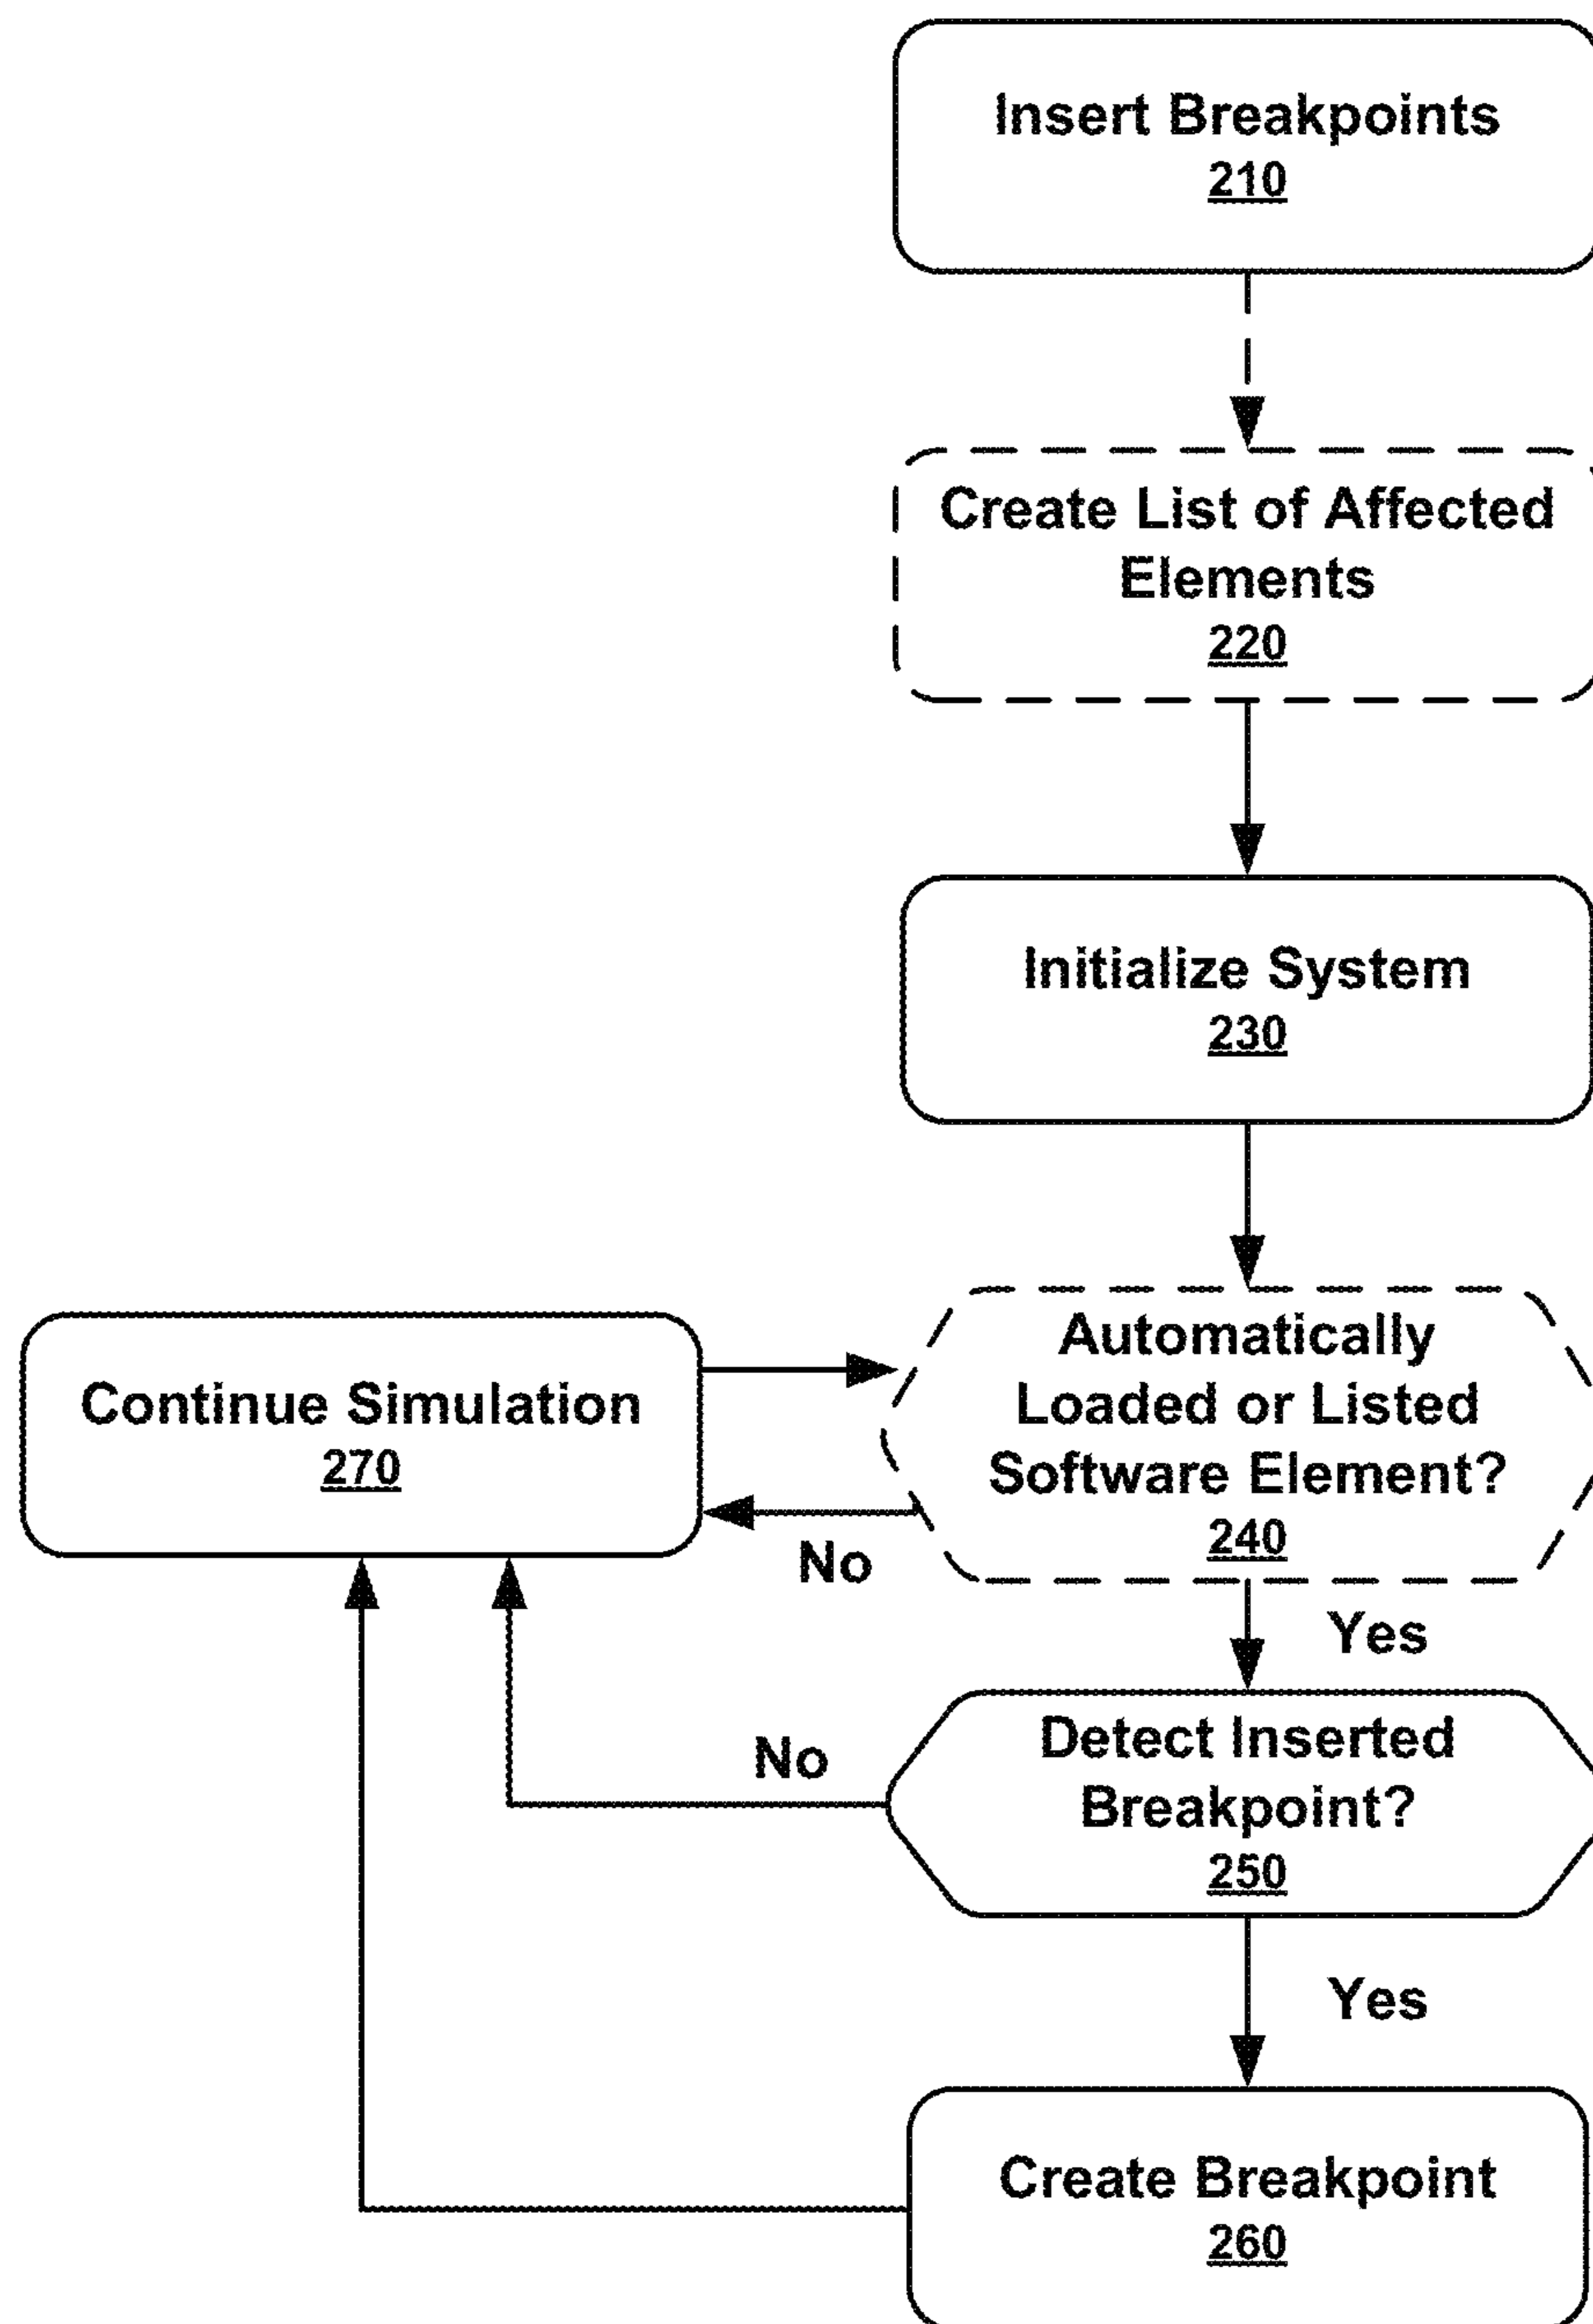 Insert Breakpoints
210
Create List of Affected
Elements
220
Initialize System
230
Automatically
Loaded or Listed
Software Element?
240
Continue Simulation
270
No
Yes
Detect Inserted
Breakpoint?
250
No
Yes
Create Breakpoint
260